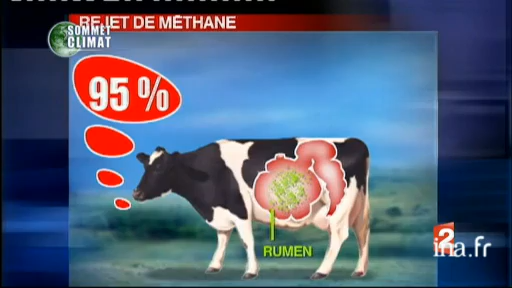 REJET DE MÉTHANE
SOMMET
CLIMAT
95 %
RUMEN
2
ina.fr